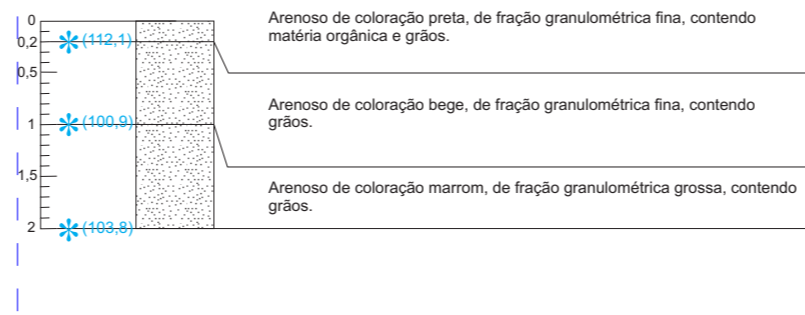 0
Arenoso de coloração preta, de fração granulométrica fina, contendo
matéria orgânica e grãos.
0,2
(112,1)
0,5
Arenoso de coloração bege, de fração granulométrica fina, contendo
grãos.
1
(100,9)
1,5
Arenoso de coloração marrom, de fração granulométrica grossa, contendo
grãos.
2
(103,8)